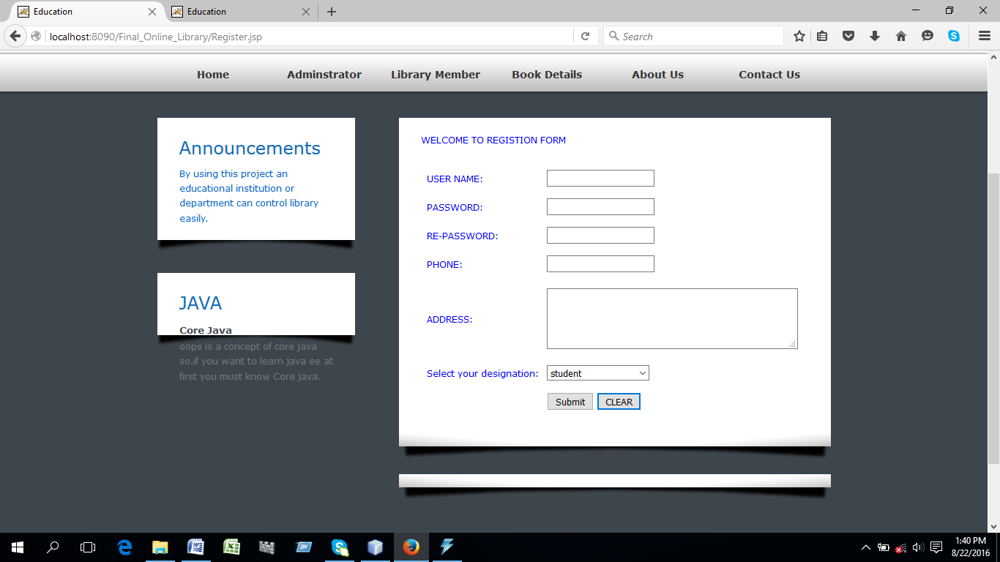 Education
Education
localhost:8090/Final_Online_Library/Register.jsp
Search
Home Adminstrator Library Member Book Details About Us Contact Us
Announcements
By using this project an
educational institution or
department can control library
easily.
JAVA
Core Java
oops is a concept of core java
so.if you want to learn java ee at
first you must know Core java.
WELCOME TO REGISTION FORM
USER NAME:
PASSWORD:
RE-PASSWORD:
PHONE:
ADDRESS:
Select your designation: student
Submit CLEAR
1:40 PM
8/22/2016